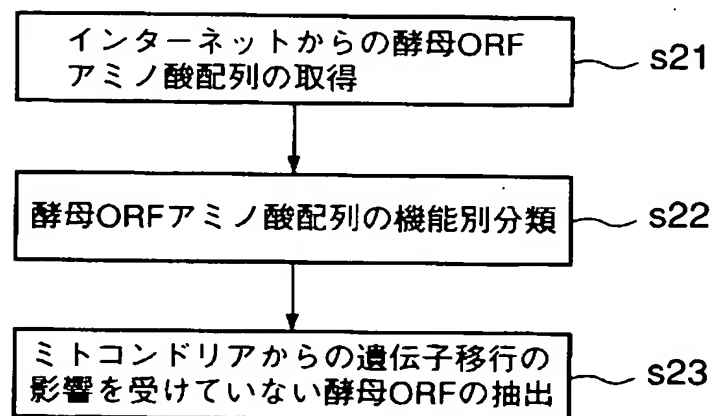 インターネットからの酵母ORF
アミノ酸配列の取得
s21
酵母ORFアミノ酸配列の機能別分類
s22
ミトコンドリアからの遺伝子移行の
影響を受けていない酵母ORFの抽出
s23